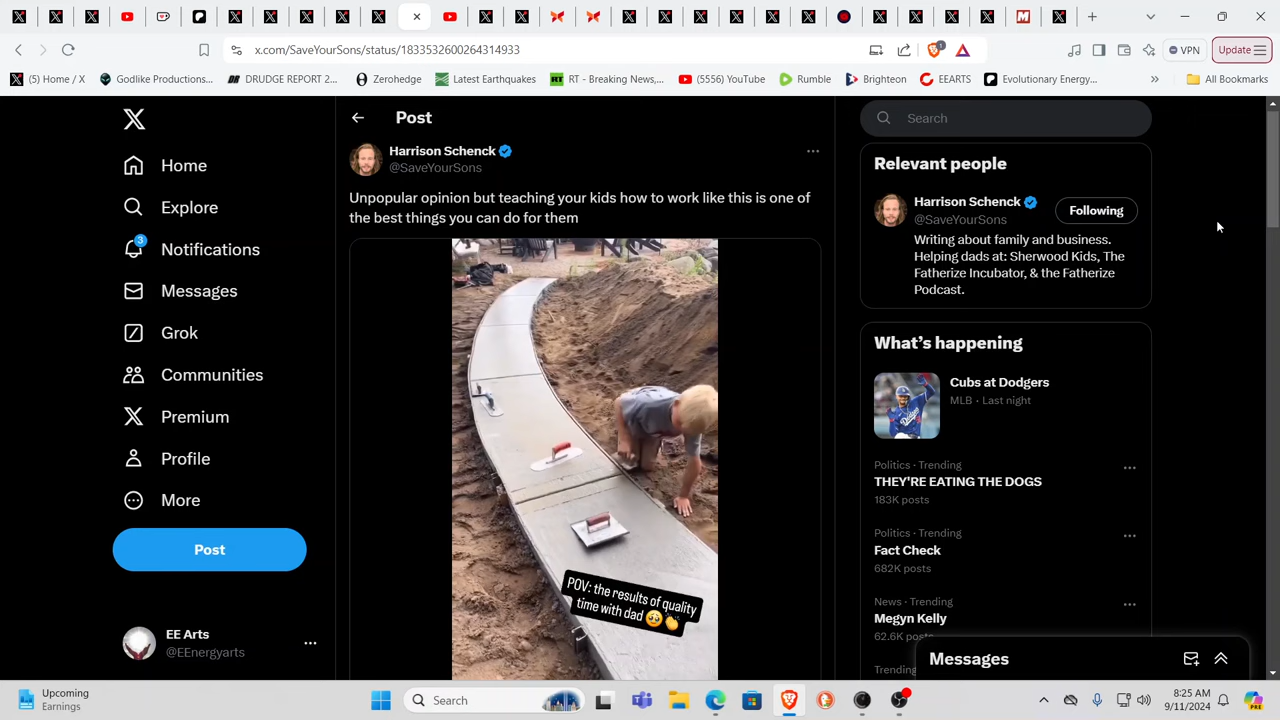 x.com/SaveYourSons/status/1833532600264314933
1
VPN
Update
(5) Home / X
Godlike Productions...
DRUDGE REPORT 2...
Zerohedge
Latest Earthquakes
RT - Breaking News,...
(5556) YouTube
Rumble
Brighteon
EEARTS
Evolutionary Energy...
»
All Bookmarks
Home
Explore
3
Notifications
Messages
Grok
Communities
Premium
Profile
More
Post
EE Arts
@EEnergyarts
Post
Harrison Schenck
@SaveYourSons
Unpopular opinion but teaching your kids how to work like this is one of
the best things you can do for them
POV: the results of quality
time with dad 🥺👏
Search
Relevant people
Harrison Schenck
@SaveYourSons
Following
Writing about family and business.
Helping dads at: Sherwood Kids, The
Fatherize Incubator, & the Fatherize
Podcast.
What's happening
Cubs at Dodgers
MLB · Last night
Politics · Trending
THEY'RE EATING THE DOGS
183K posts
Politics · Trending
Fact Check
682K posts
News · Trending
Megyn Kelly
62.6K posts
Trending
Messages
Upcoming
Earnings
Search
8:25 AM
9/11/2024